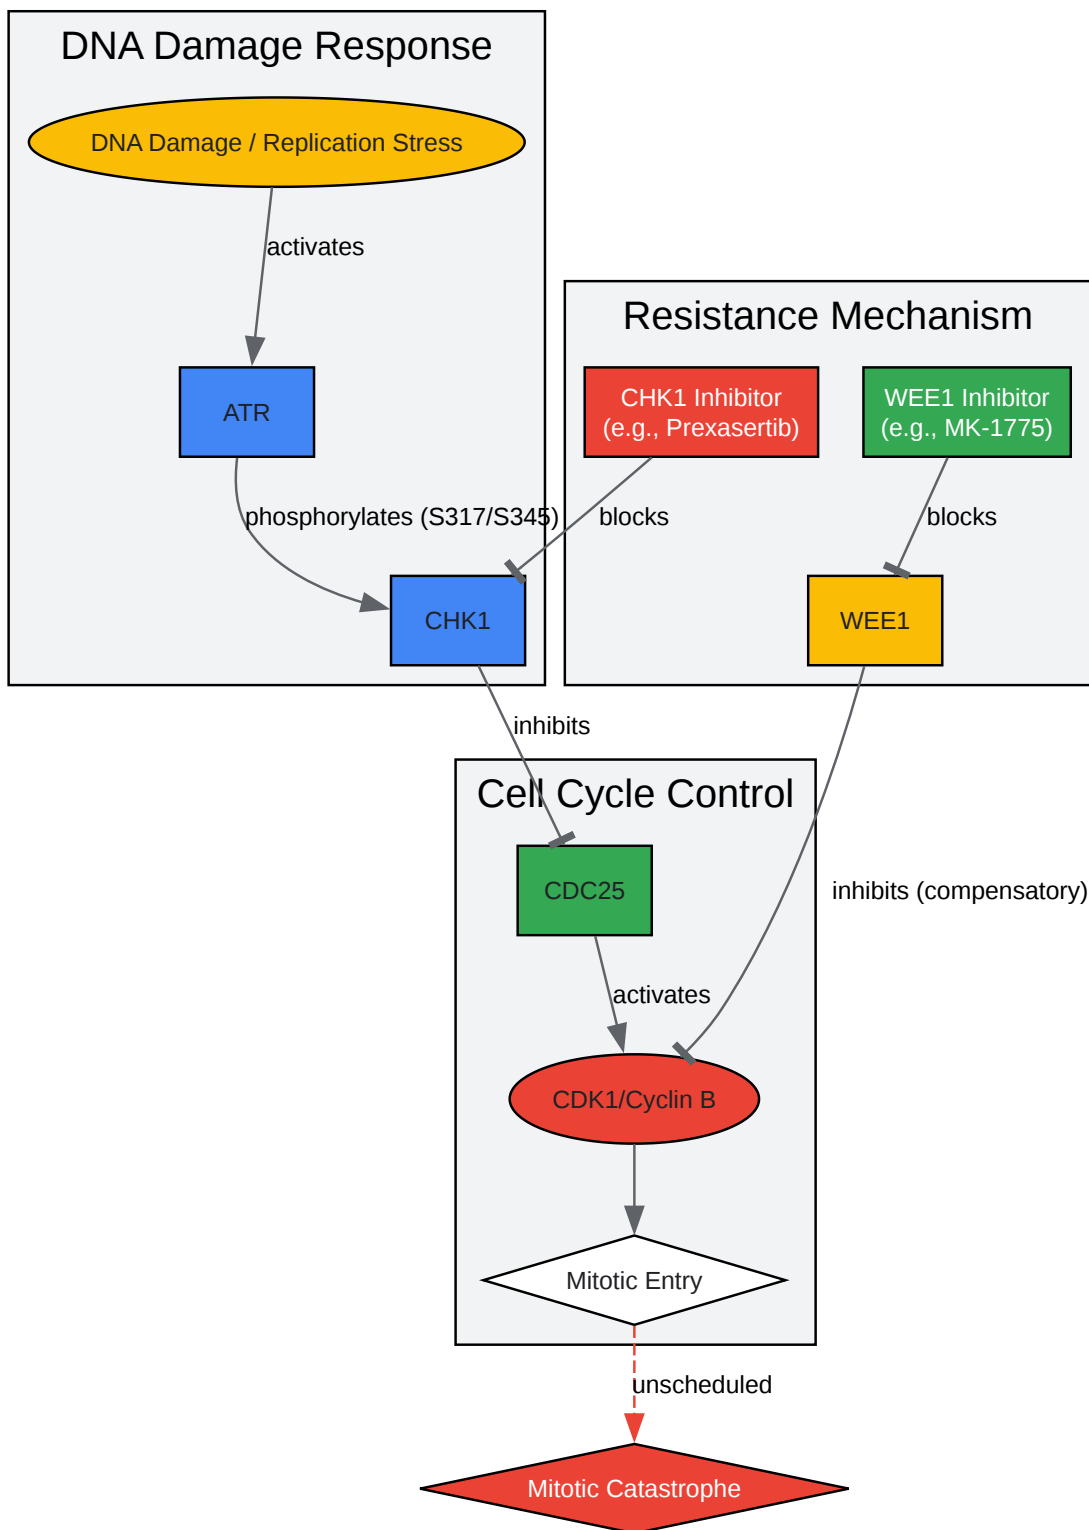 DNA Damage Response
DNA Damage / Replication Stress
activates
ATR
phosphorylates (S317/S345)
CHK1
Resistance Mechanism
CHK1 Inhibitor
(e.g., Prexasertib)
WEE1 Inhibitor
(e.g., MK-1775)
blocks
blocks
WEE1
inhibits
inhibits (compensatory)
Cell Cycle Control
CDC25
activates
CDK1/Cyclin B
Mitotic Entry
unscheduled
Mitotic Catastrophe